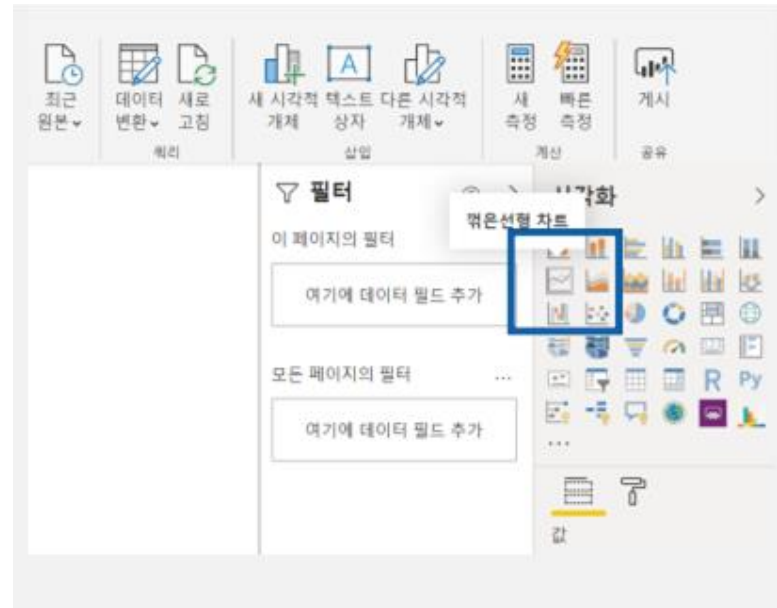 최근
원본
데이터
변환
새로
고침
쿼리
새 시각적
개체
텍스트
상자
다른 시각적
개체
삽입
새
측정
빠른
측정
계산
게시
공유
필터
시각화
꺾은선형 차트
이 페이지의 필터
여기에 데이터 필드 추가
모든 페이지의 필터
...
여기에 데이터 필드 추가
R Py
...
값